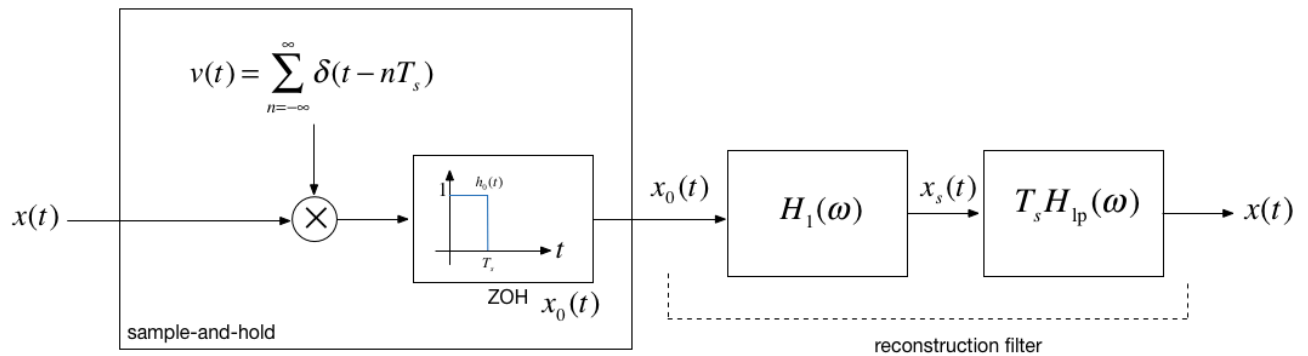 v(t) = ∑_{n=−∞}^{∞} δ(t − nT_s)
x(t)
1
h_0(t)
t
T_s
ZOH
x_0(t)
sample-and-hold
x_0(t)
H_1(ω)
x_s(t)
T_s H_lp(ω)
x(t)
reconstruction filter